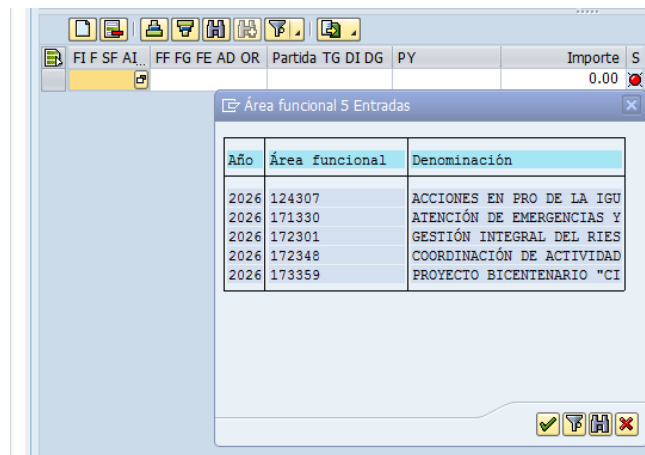 FI F SF AI.. FF FG FE AD OR Partida TG DI DG PY Importe S
0.00
Área funcional 5 Entradas
Año Área funcional Denominación
2026 124307 ACCIONES EN PRO DE LA IGU
2026 171330 ATENCIÓN DE EMERGENCIAS Y
2026 172301 GESTIÓN INTEGRAL DEL RIES
2026 172348 COORDINACIÓN DE ACTIVIDAD
2026 173359 PROYECTO BICENTENARIO "CI